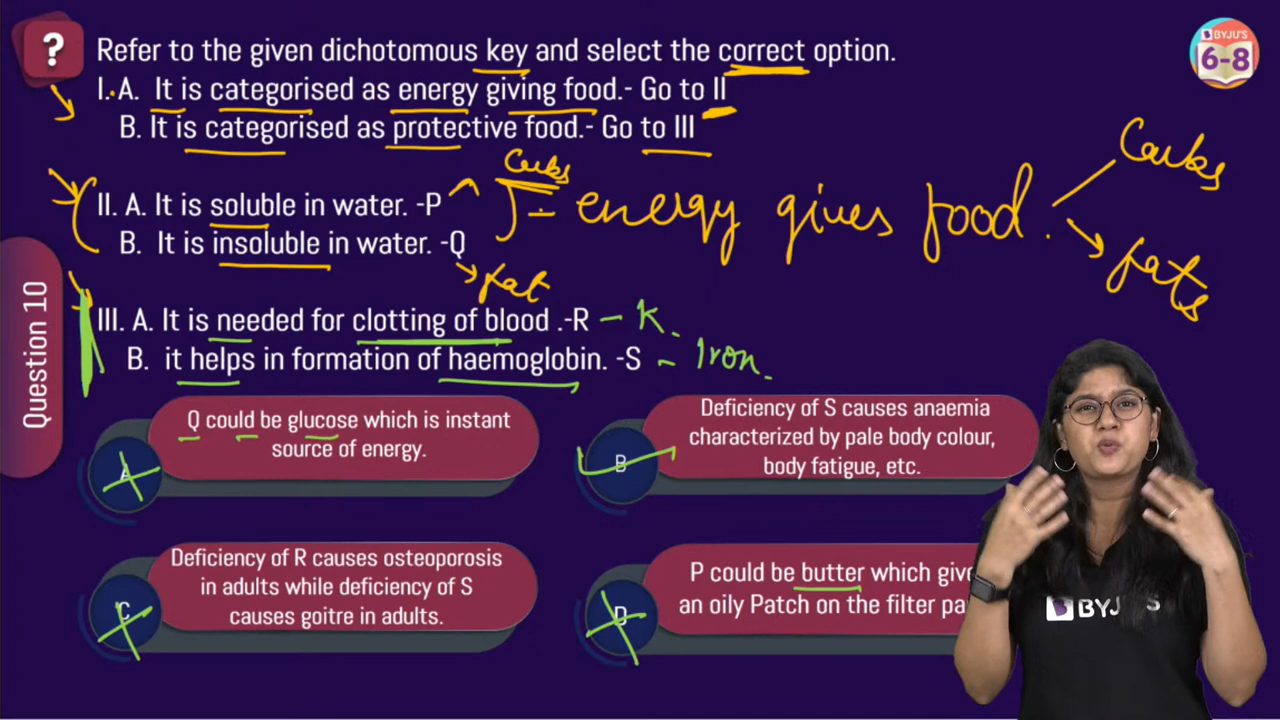 ?
Refer to the given dichotomous key and select the correct option.
BYJU'S
6-8
I. A. It is categorised as energy giving food.- Go to II
B. It is categorised as protective food.- Go to III
Carbs
Carbs
II. A. It is soluble in water. -P
energy gives food.
B. It is insoluble in water. -Q
fat
fats
III. A. It is needed for clotting of blood .-R – K.
B. it helps in formation of haemoglobin. -S – Iron.
Question 10
A
Q could be glucose which is instant
source of energy.
B
Deficiency of S causes anaemia
characterized by pale body colour,
body fatigue, etc.
C
Deficiency of R causes osteoporosis
in adults while deficiency of S
causes goitre in adults.
D
P could be butter which give
an oily Patch on the filter pa
BYJU'S